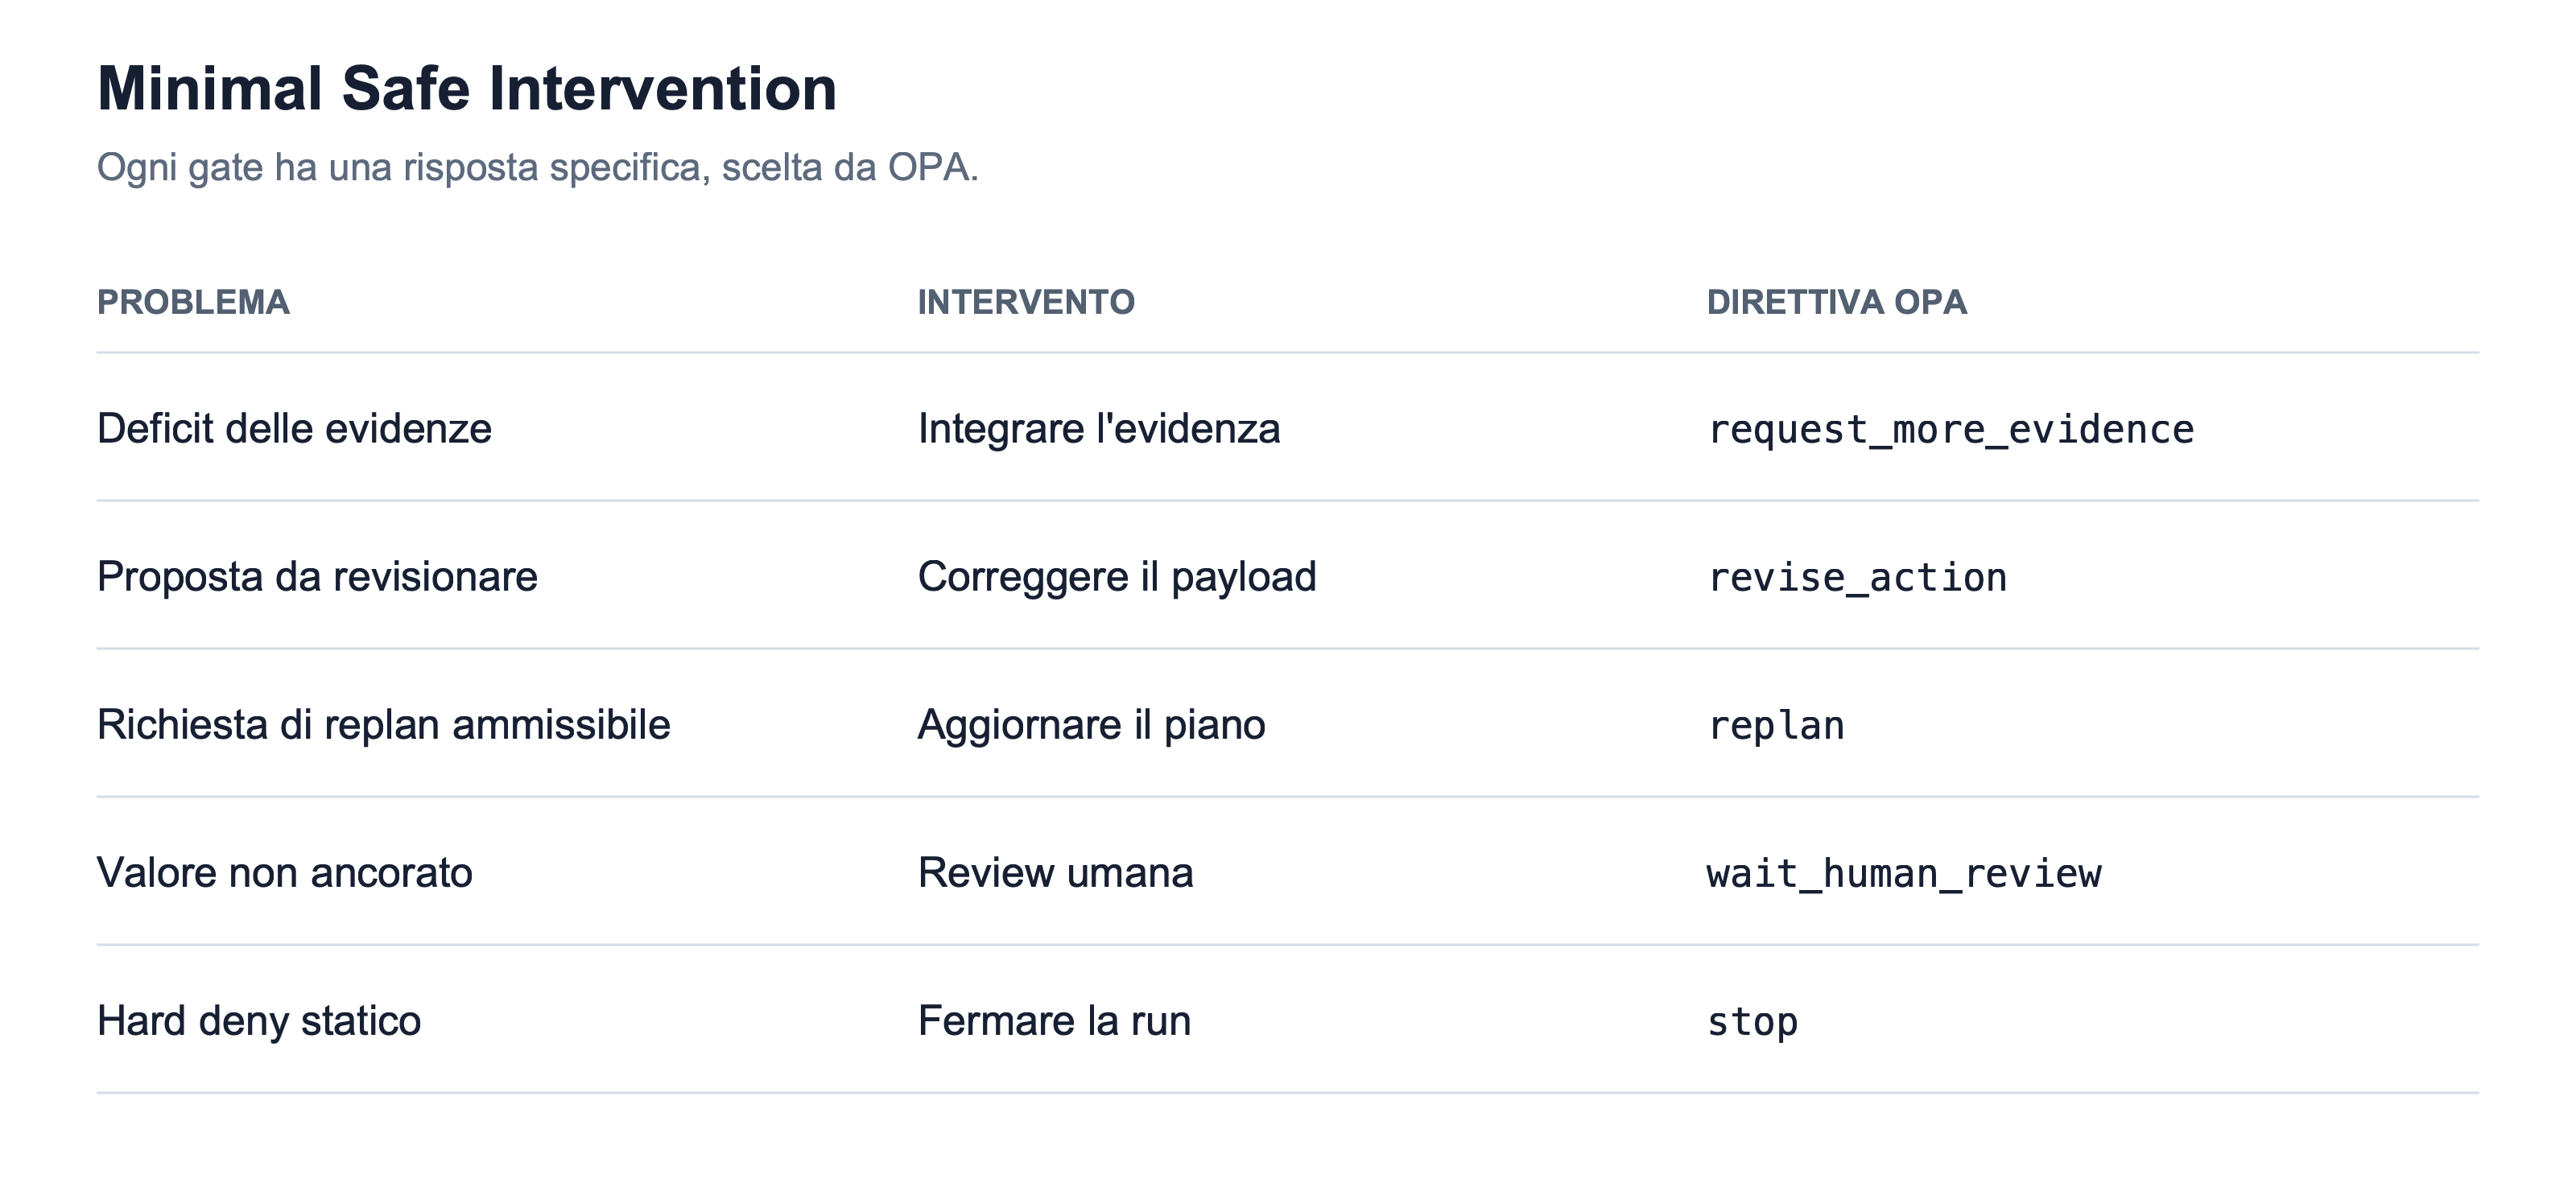 Minimal Safe Intervention
Ogni gate ha una risposta specifica, scelta da OPA.
PROBLEMA INTERVENTO DIRETTIVA OPA
Deficit delle evidenze Integrare l'evidenza request_more_evidence
Proposta da revisionare Correggere il payload revise_action
Richiesta di replan ammissibile Aggiornare il piano replan
Valore non ancorato Review umana wait_human_review
Hard deny statico Fermare la run stop